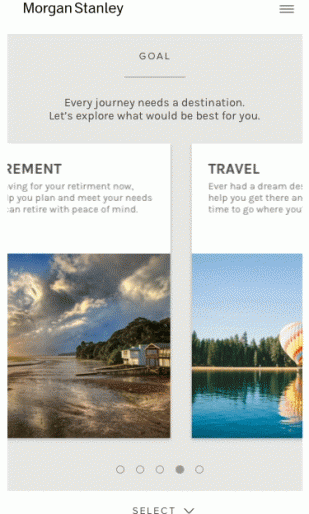 Morgan Stanley
GOAL
Every journey needs a destination.
Let's explore what would be best for you.
REMENT
ving for your retirment now,
lp you plan and meet your needs
can retire with peace of mind.
TRAVEL
Ever had a dream des
help you get there an
time to go where you
SELECT